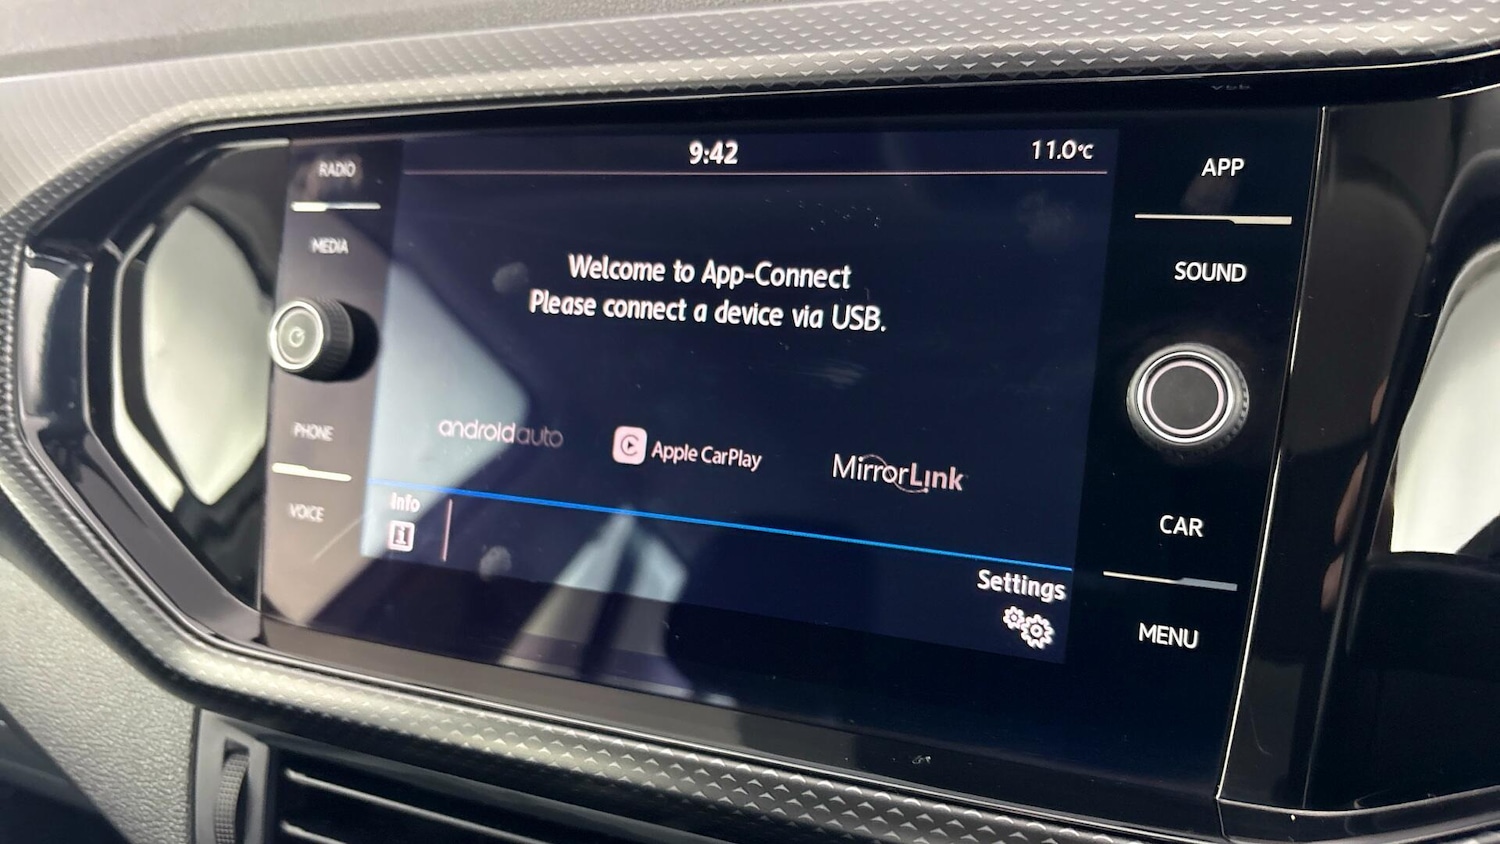 RADIO
MEDIA
PHONE
VOICE
9:42
11.0°C
Welcome to App-Connect
Please connect a device via USB.
androidauto
Apple CarPlay
MirrorLink
Info
i
Settings
APP
SOUND
CAR
MENU